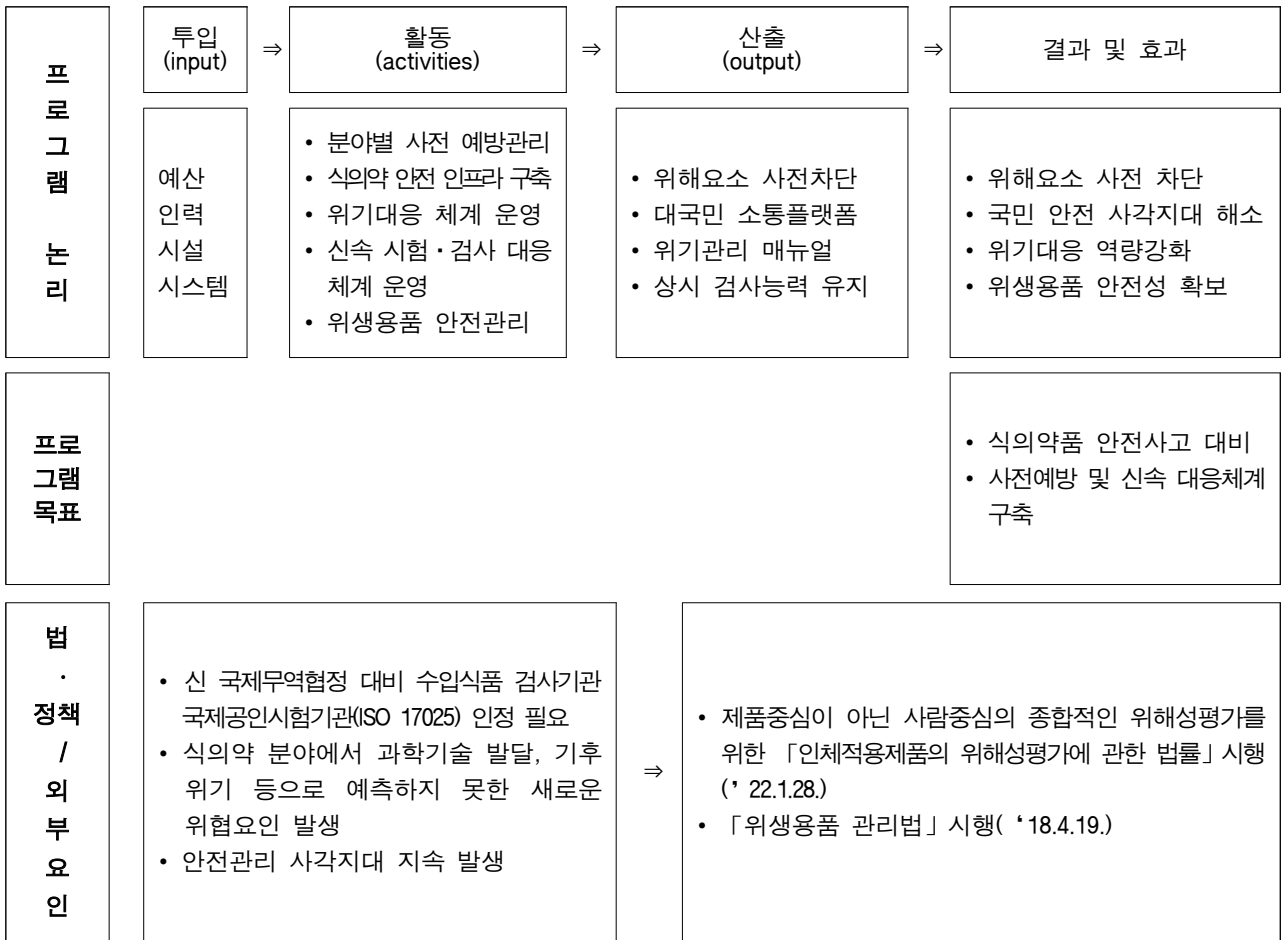 프
로
그
램
논
리
투입
(input)
⇒
활동
(activities)
⇒
산출
(output)
⇒
결과 및 효과
예산
인력
시설
시스템
• 분야별 사전 예방관리
• 식의약 안전 인프라 구축
• 위기대응 체계 운영
• 신속 시험·검사 대응
체계 운영
• 위생용품 안전관리
• 위해요소 사전차단
• 대국민 소통플랫폼
• 위기관리 매뉴얼
• 상시 검사능력 유지
• 위해요소 사전 차단
• 국민 안전 사각지대 해소
• 위기대응 역량강화
• 위생용품 안전성 확보
프로
그램
목표
• 식의약품 안전사고 대비
• 사전예방 및 신속 대응체계
구축
법
·
정책
/
외
부
요
인
• 신 국제무역협정 대비 수입식품 검사기관
국제공인시험기관(ISO 17025) 인정 필요
• 식의약 분야에서 과학기술 발달, 기후
위기 등으로 예측하지 못한 새로운
위협요인 발생
• 안전관리 사각지대 지속 발생
⇒
• 제품중심이 아닌 사람중심의 종합적인 위해성평가를
위한 「인체적용제품의 위해성평가에 관한 법률」 시행
(’ 22.1.28.)
• 「위생용품 관리법」 시행( ‘18.4.19.)